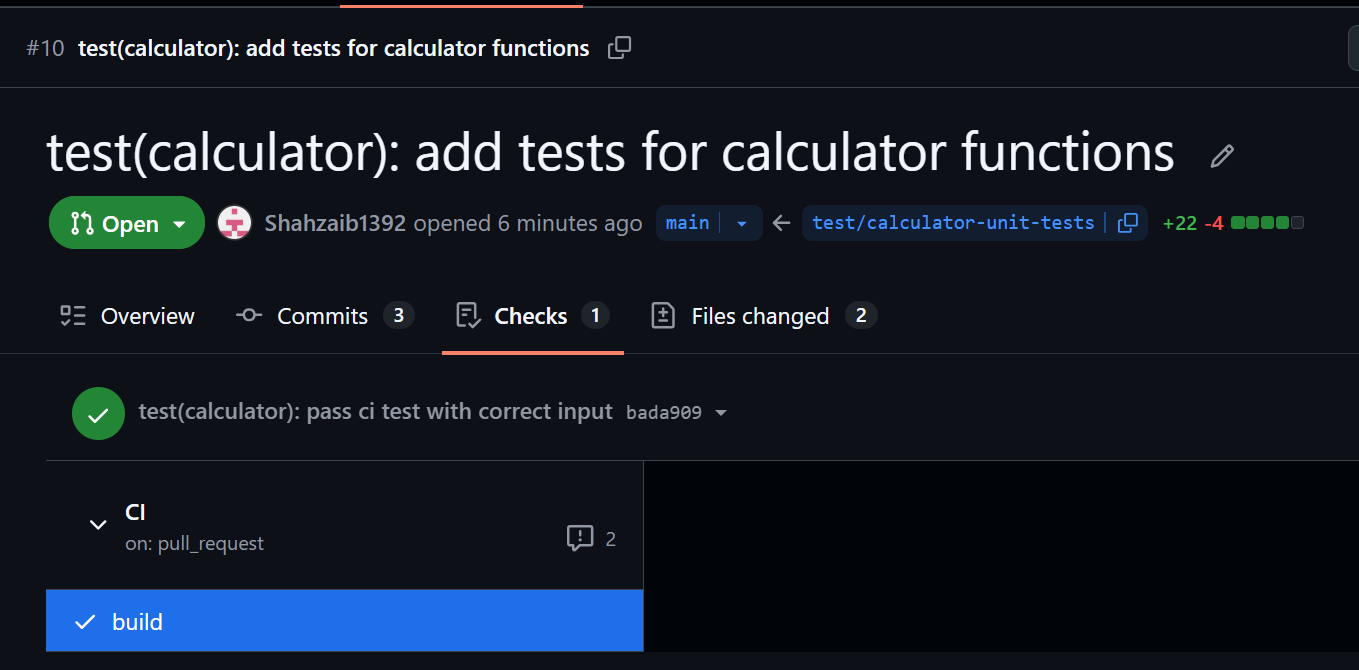 #10 test(calculator): add tests for calculator functions
test(calculator): add tests for calculator functions
Open Shahzaib1392 opened 6 minutes ago main test/calculator-unit-tests +22 -4
Overview Commits 3 Checks 1 Files changed 2
test(calculator): pass ci test with correct input bada909
CI
on: pull_request 2
build